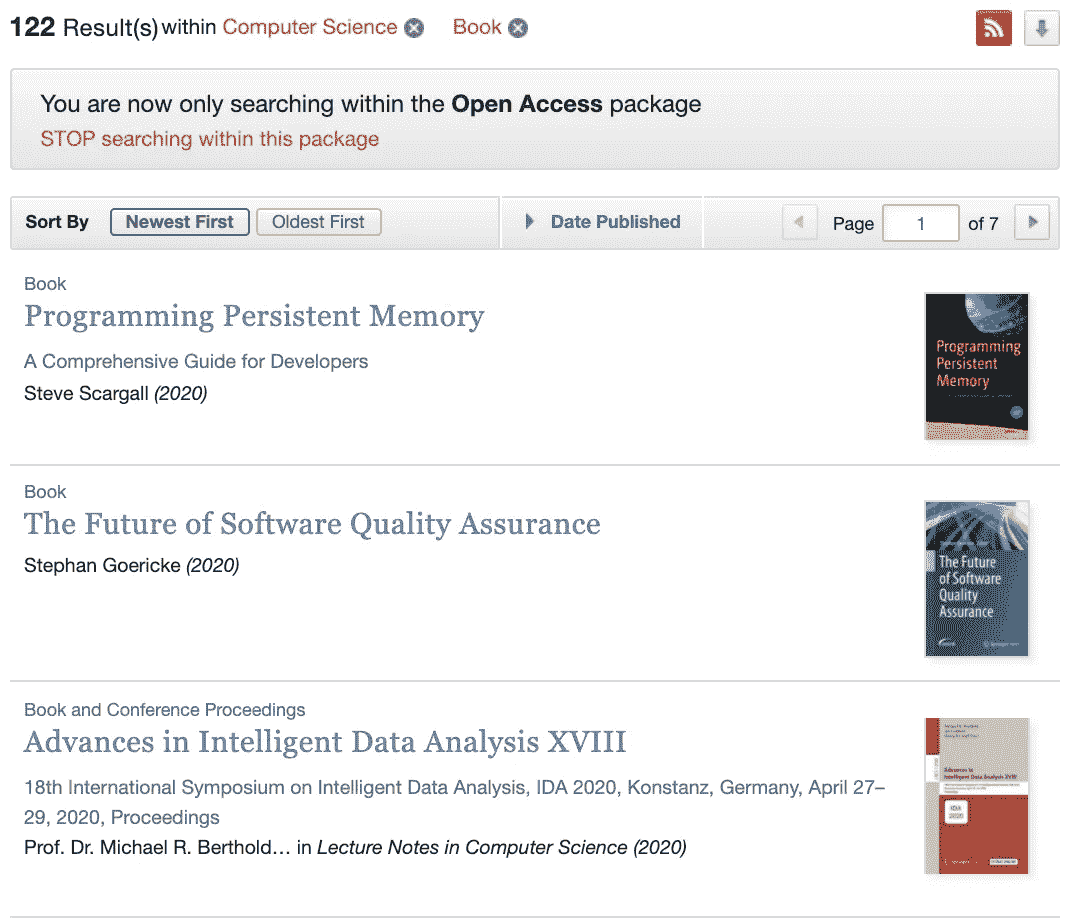 122 Result(s) within Computer Science Book
You are now only searching within the Open Access package
STOP searching within this package
Sort By Newest First Oldest First Date Published Page 1 of 7
Book
Programming Persistent Memory
A Comprehensive Guide for Developers
Steve Scargall (2020)
Programming
Persistent
Memory
Book
The Future of Software Quality Assurance
Stephan Goericke (2020)
The Future
of Software
Quality
Assurance
Book and Conference Proceedings
Advances in Intelligent Data Analysis XVIII
18th International Symposium on Intelligent Data Analysis, IDA 2020, Konstanz, Germany, April 27–
29, 2020, Proceedings
Prof. Dr. Michael R. Berthold… in Lecture Notes in Computer Science (2020)
Advances in
Intelligent Data Analysis XVIII
IDA
2020